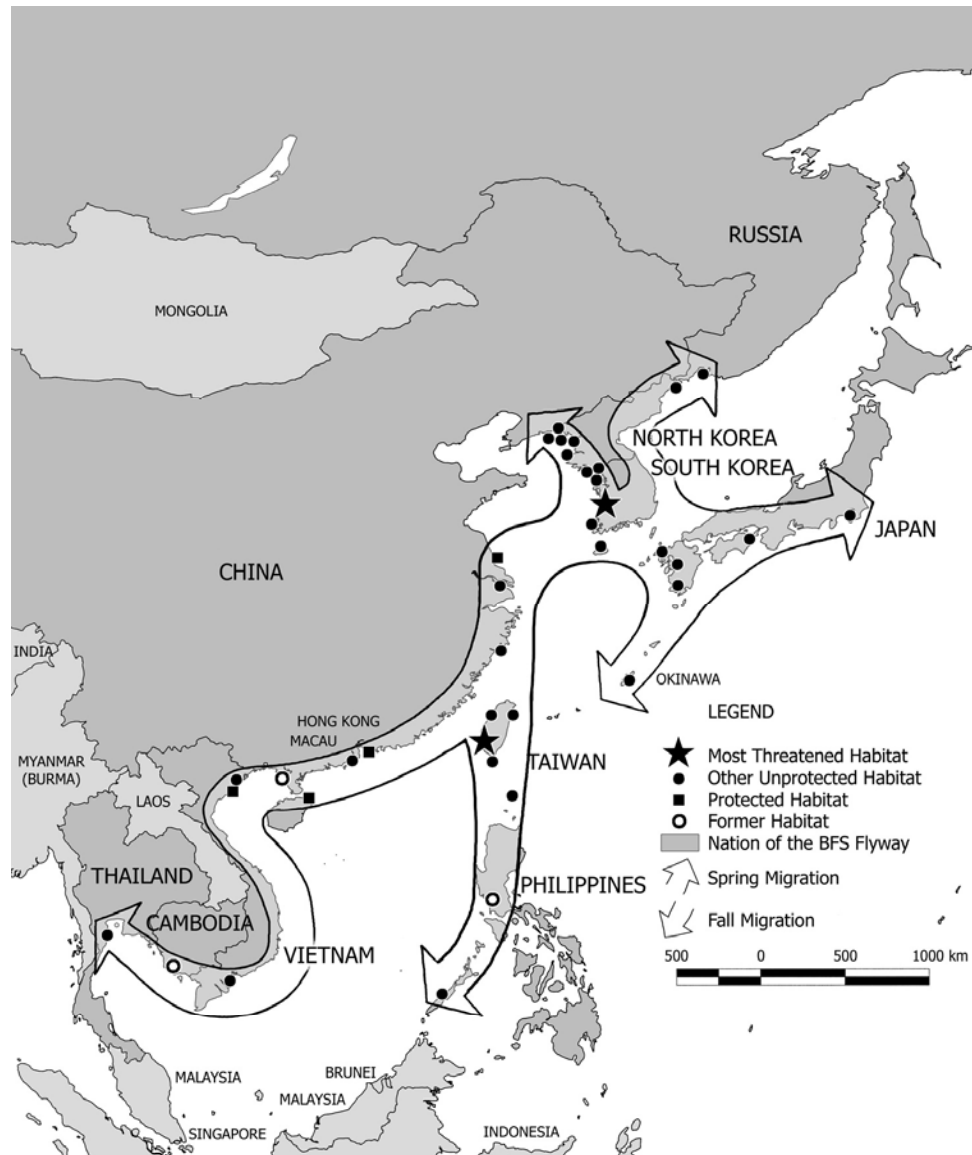 RUSSIA
MONGOLIA
NORTH KOREA
SOUTH KOREA
JAPAN
CHINA
INDIA
OKINAWA
HONG KONG
MACAU
MYANMAR
(BURMA)
LAOS
TAIWAN
THAILAND
CAMBODIA
VIETNAM
PHILIPPINES
LEGEND
Most Threatened Habitat
Other Unprotected Habitat
Protected Habitat
Former Habitat
Nation of the BFS Flyway
Spring Migration
Fall Migration
500 0 500 1000 km
MALAYSIA
BRUNEI
MALAYSIA
SINGAPORE
INDONESIA